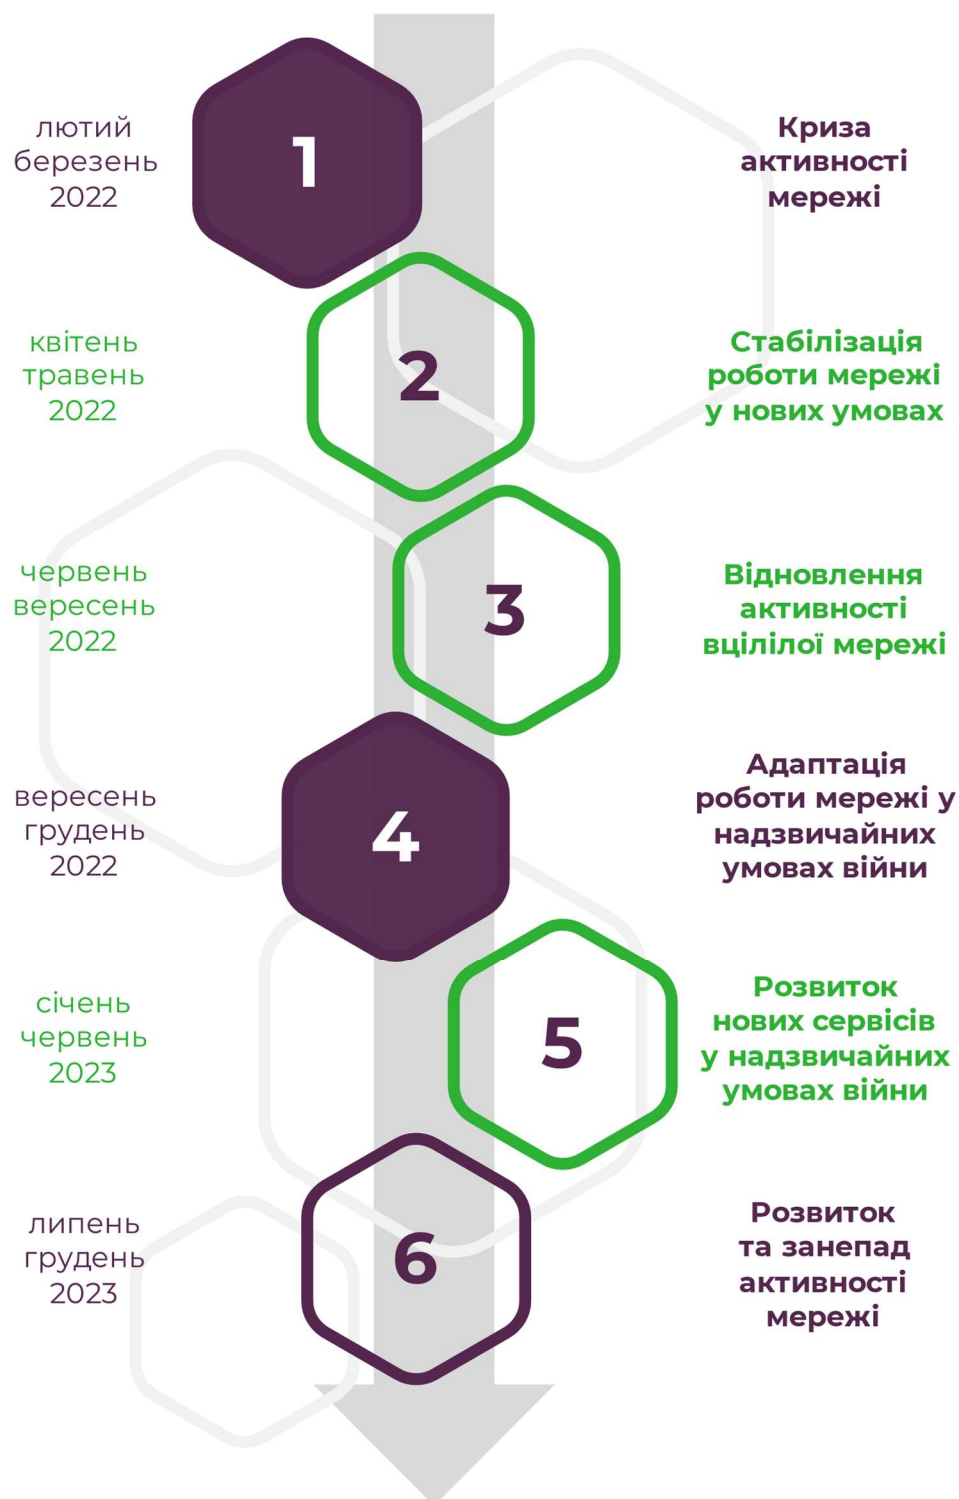 лютий
березень
2022
1
Криза
активності
мережі
квітень
травень
2022
2
Стабілізація
роботи мережі
у нових умовах
червень
вересень
2022
3
Відновлення
активності
вцілілої мережі
вересень
грудень
2022
4
Адаптація
роботи мережі у
надзвичайних
умовах війни
січень
червень
2023
5
Розвиток
нових сервісів
у надзвичайних
умовах війни
липень
грудень
2023
6
Розвиток
та занепад
активності
мережі